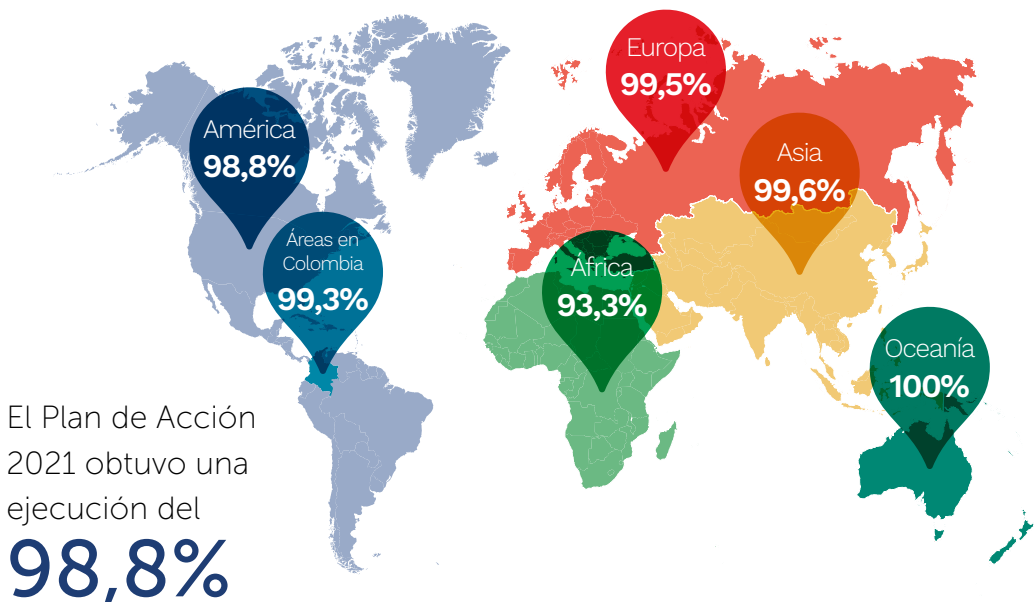 Europa
99,5%
América
98,8%
Asia
99,6%
Áreas en
Colombia
99,3%
África
93,3%
Oceanía
100%
El Plan de Acción
2021 obtuvo una
ejecución del
98,8%